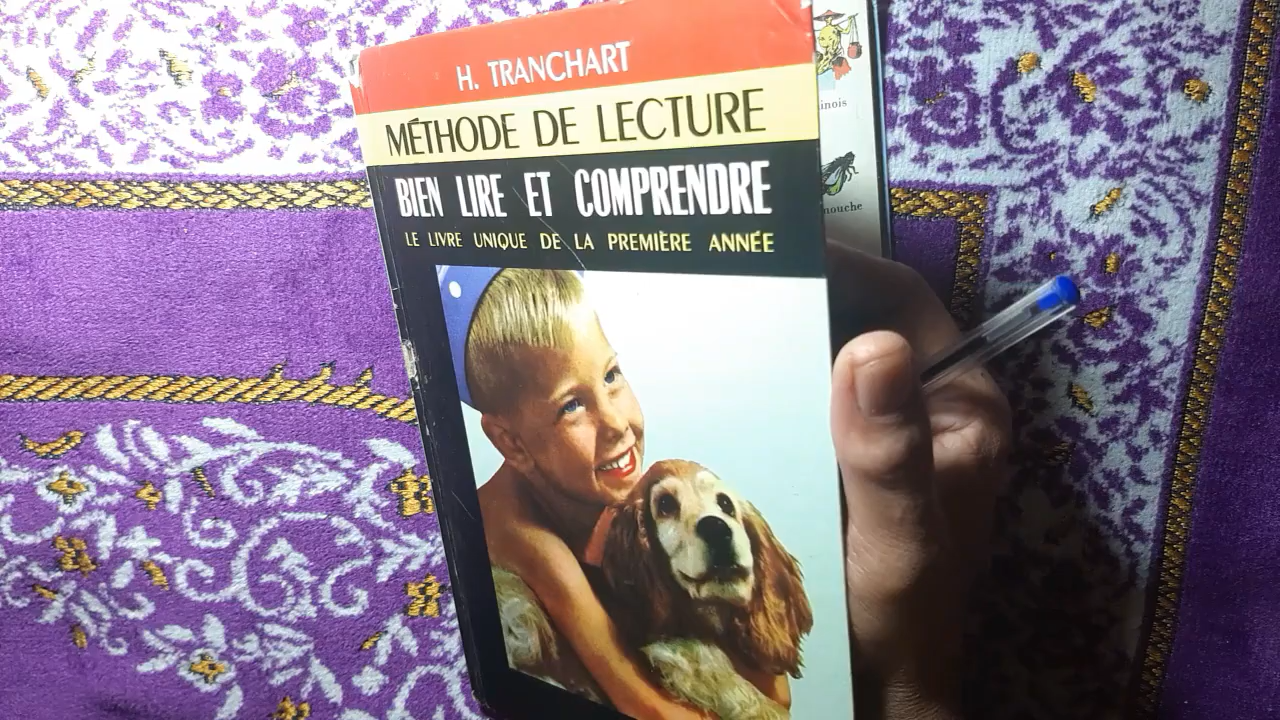 H. TRANCHART
MÉTHODE DE LECTURE
BIEN LIRE ET COMPRENDRE
LE LIVRE UNIQUE DE LA PREMIÈRE ANNÉE